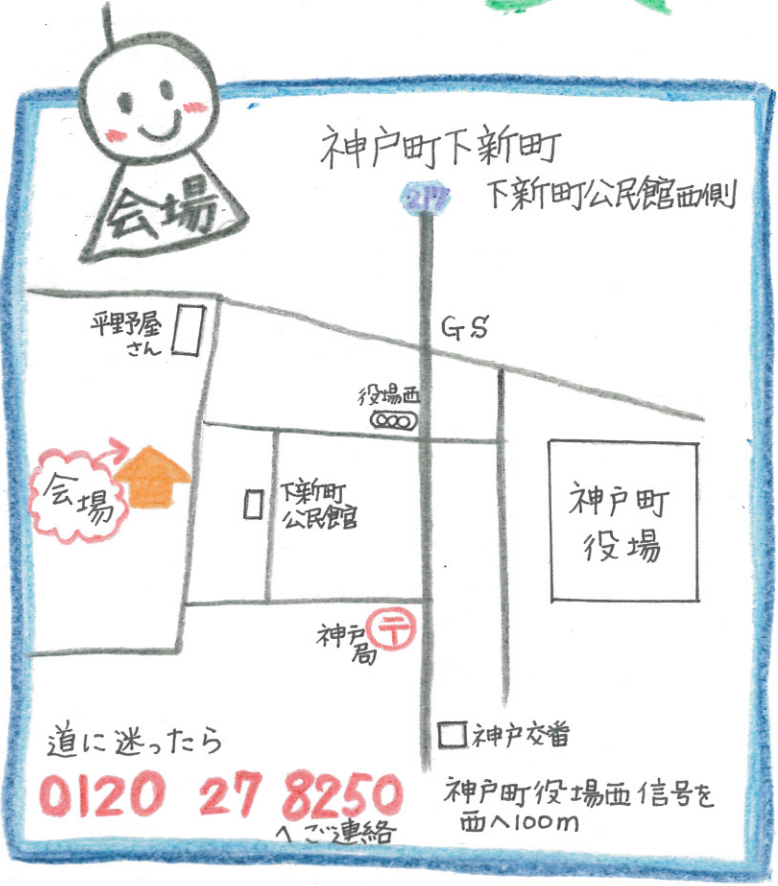 会場
神戸町下新町
下新町公民館西側
217
平野屋
さん
GS
役場西
会場
下新町
公民館
神戸町
役場
神戸
局
〒
神戸交番
道に迷ったら
0120 27 8250
へご連絡
神戸町役場西信号を
西へ100m